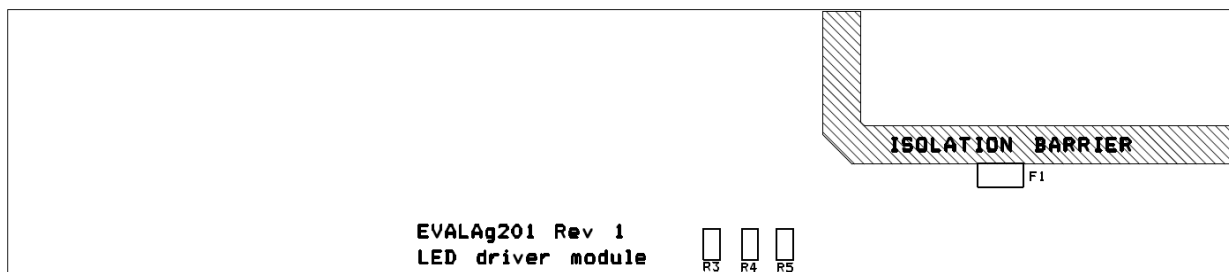 ISOLATION BARRIER
F1
EVALAg201 Rev 1
LED driver module
R3 R4 R5